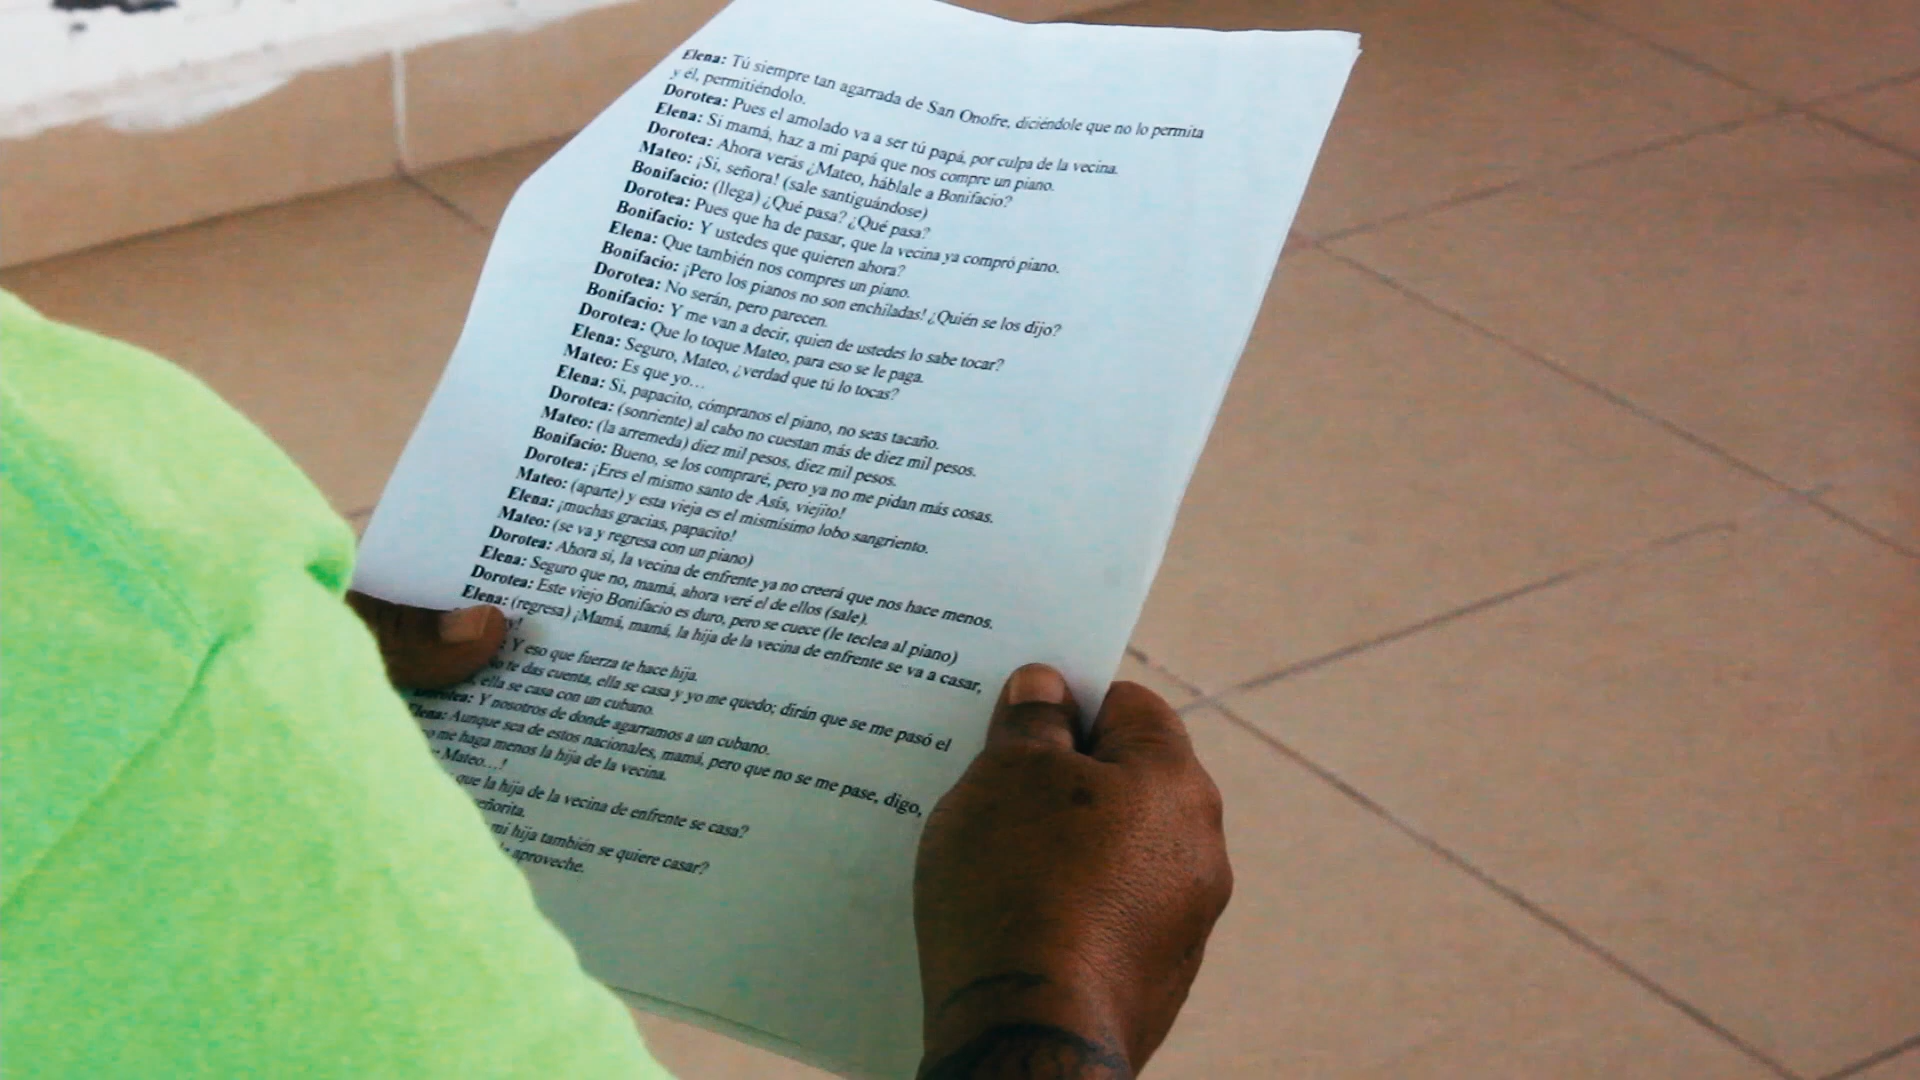 Elena: Tú siempre tan agarrada de San Onofre, diciéndole que no lo permita
y él, permitiéndolo.
Dorotea: Pues el amolado va a ser tú papá, por culpa de la vecina.
Elena: Si mamá, haz a mi papá que nos compre un piano.
Dorotea: Ahora verás ¿Mateo, háblale a Bonifacio?
Mateo: ¡Si, señora! (sale santiguándose)
Bonifacio: (llega) ¿Qué pasa? ¿Qué pasa?
Dorotea: Pues que ha de pasar, que la vecina ya compró piano.
Bonifacio: Y ustedes que quieren ahora?
Elena: Que también nos compres un piano.
Bonifacio: ¡Pero los pianos no son enchiladas! ¿Quién se los dijo?
Dorotea: No serán, pero parecen.
Bonifacio: Y me van a decir, quien de ustedes lo sabe tocar?
Dorotea: Que lo toque Mateo, para eso se le paga.
Elena: Seguro, Mateo, ¿verdad que tú lo tocas?
Mateo: Es que yo…
Elena: Si, papacito, cómpranos el piano, no seas tacaño.
Dorotea: (sonriente) al cabo no cuestan más de diez mil pesos.
Mateo: (la arremeda) diez mil pesos, diez mil pesos.
Bonifacio: Bueno, se los compraré, pero ya no me pidan más cosas.
Dorotea: ¡Eres el mismo santo de Asís, viejito!
Mateo: (aparte) y esta vieja es el mismísimo lobo sangriento.
Elena: ¡muchas gracias, papacito!
Mateo: (se va y regresa con un piano)
Dorotea: Ahora si, la vecina de enfrente ya no creerá que nos hace menos.
Elena: Seguro que no, mamá, ahora veré el de ellos (sale).
Dorotea: Este viejo Bonifacio es duro, pero se cuece (le teclea al piano)
Elena: (regresa) ¡Mamá, mamá, la hija de la vecina de enfrente se va a casar,
Y eso que fuerza te hace hija.
te das cuenta, ella se casa y yo me quedo; dirán que se me pasó el
ella se casa con un cubano.
Dorotea: Y nosotros de donde agarramos a un cubano.
Elena: Aunque sea de estos nacionales, mamá, pero que no se me pase, digo,
me haga menos la hija de la vecina.
Mateo…!
que la hija de la vecina de enfrente se casa?
mi hija también se quiere casar?
aproveche.